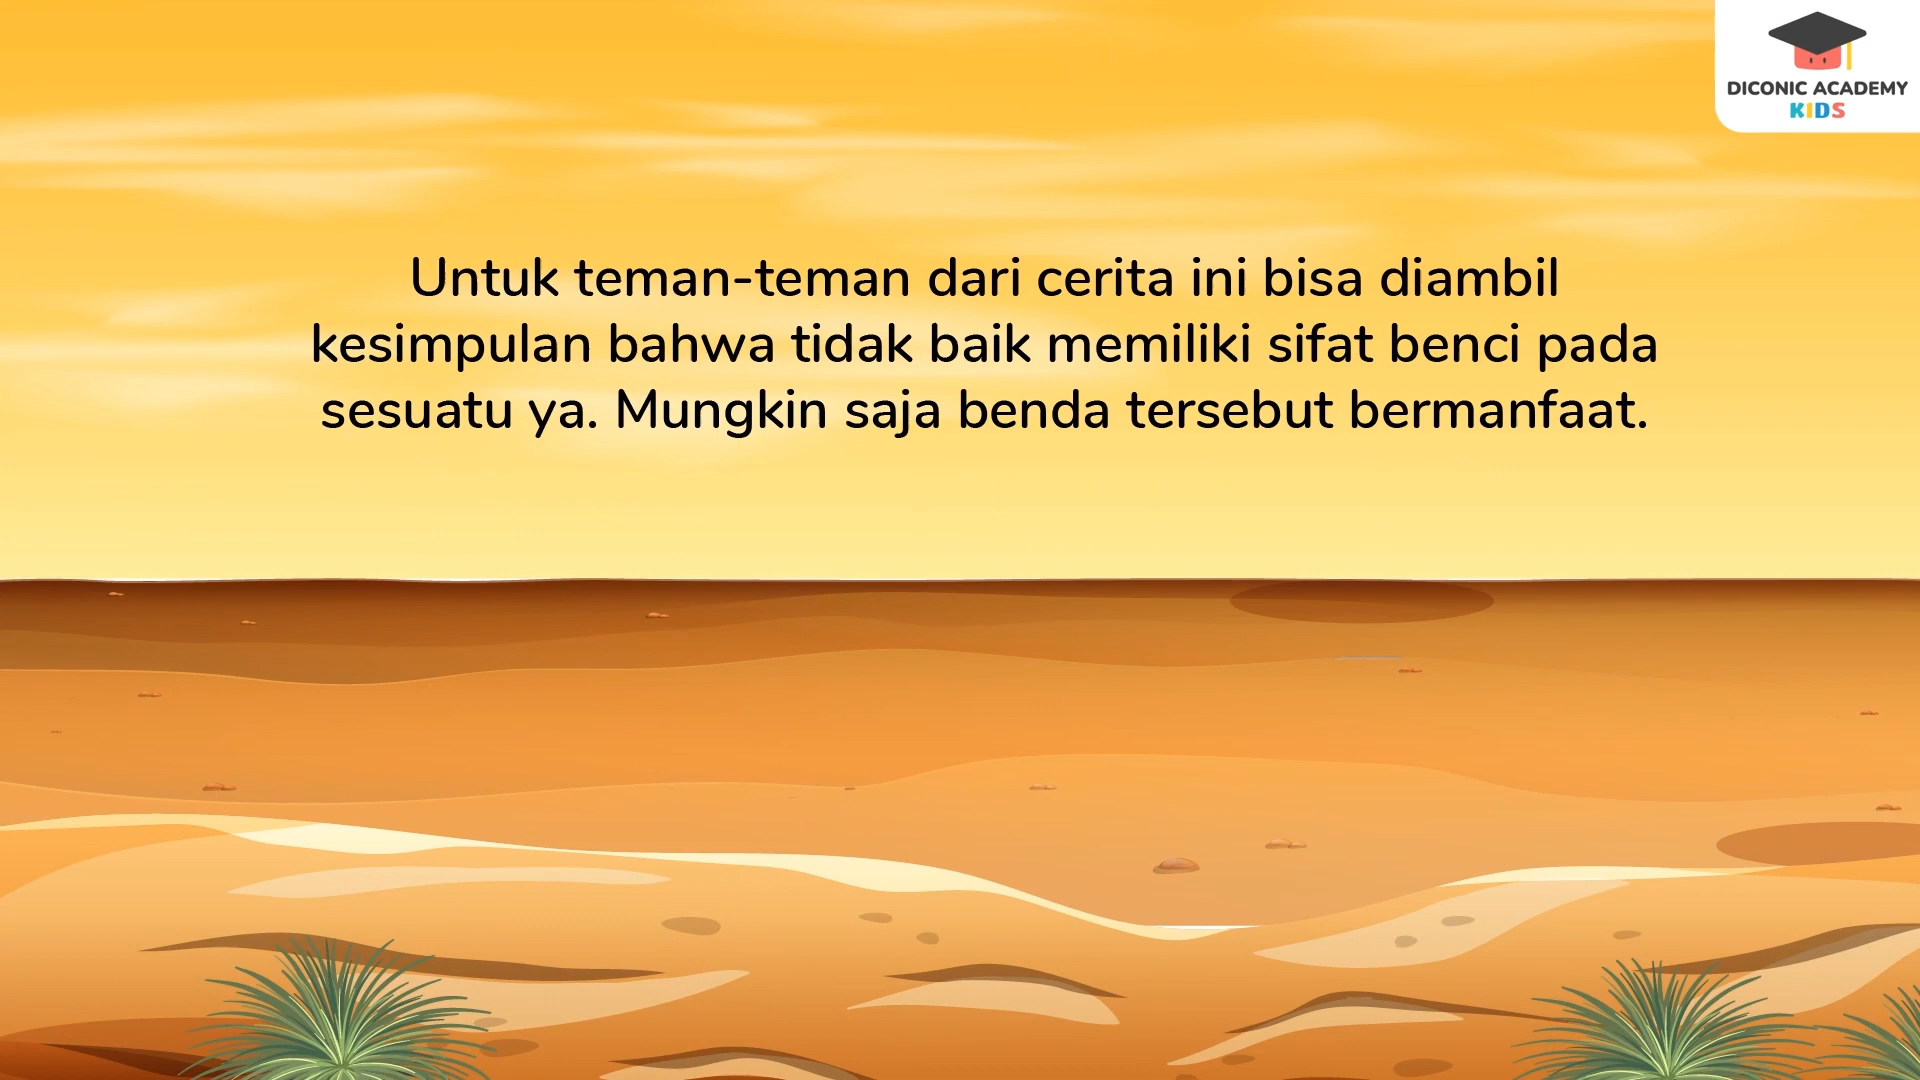 DICONIC ACADEMY
KIDS
Untuk teman-teman dari cerita ini bisa diambil
kesimpulan bahwa tidak baik memiliki sifat benci pada
sesuatu ya. Mungkin saja benda tersebut bermanfaat.